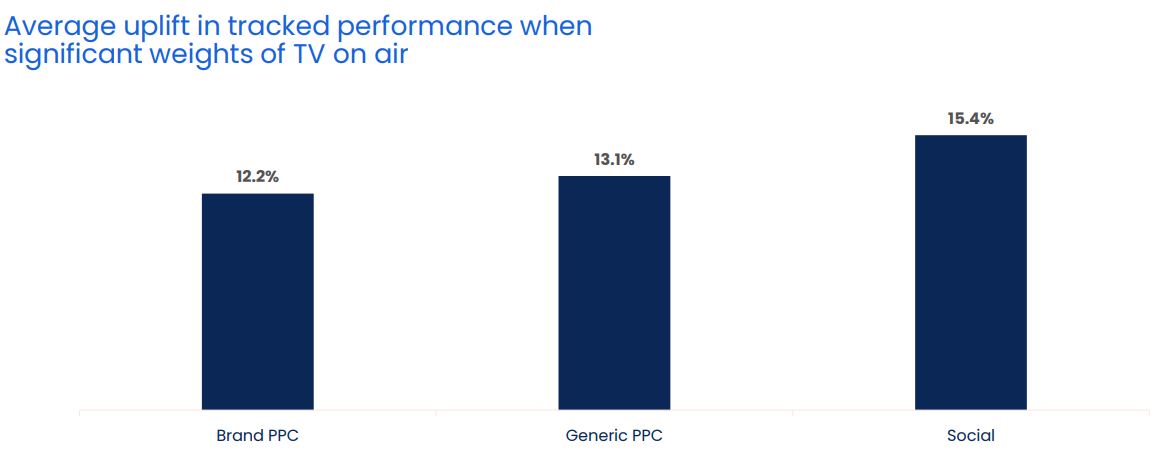 Average uplift in tracked performance when
significant weights of TV on air
12.2%
13.1%
15.4%
Brand PPC
Generic PPC
Social